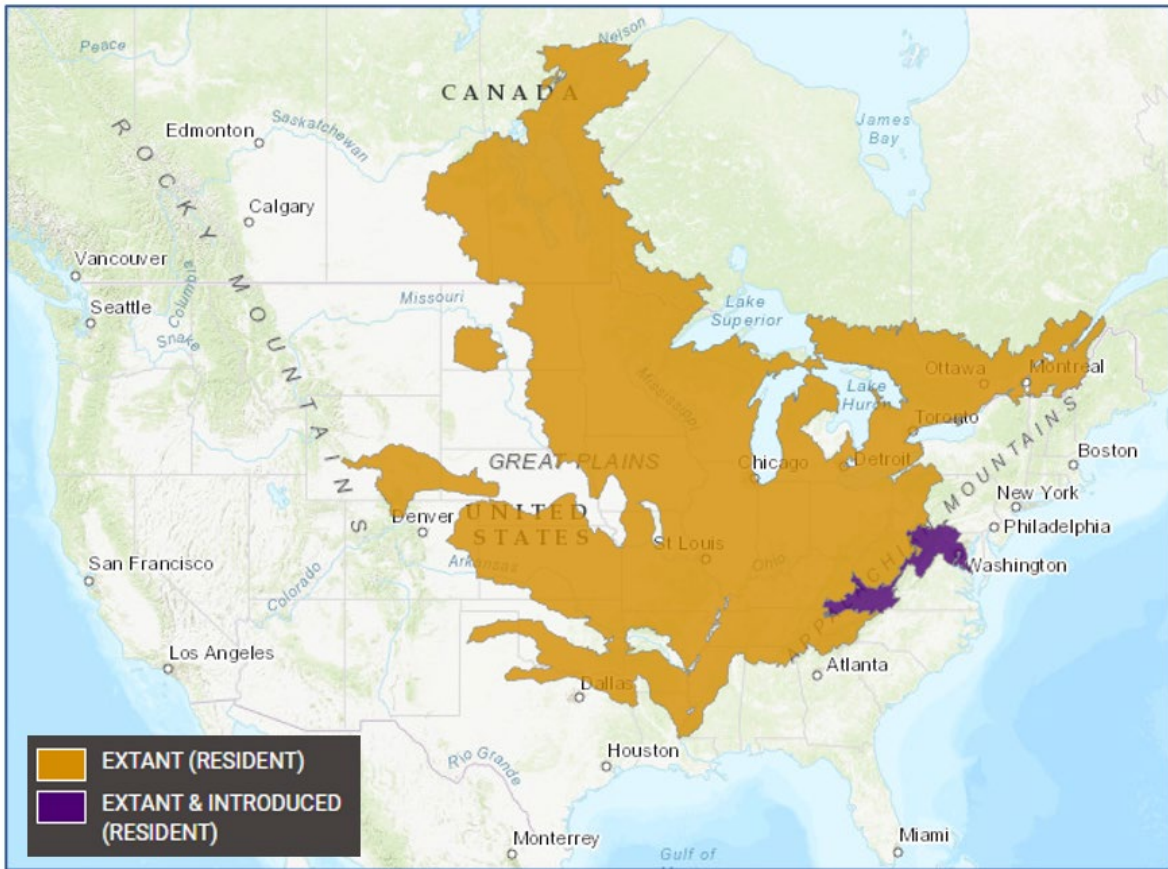 Peace
Nelson
CANADA
James
Bay
Edmonton
Saskatchewan
ROCKY MOUNTAINS
Calgary
Vancouver
Columbia
Seattle
Missouri
Lake
Superior
Snake
Ottawa
Montreal
Lake
Huron
Mississippi
Toronto
GREAT PLAINS
Chicago
Detroit
Boston
New York
Denver
UNITED
STATES
Philadelphia
St Louis
Ohio
Washington
San Francisco
Colorado
Arkansas
APPALACHIAN MOUNTAINS
Los Angeles
Atlanta
Dallas
Houston
Rio Grande
Monterrey
Miami
Gulf of
EXTANT (RESIDENT)
EXTANT & INTRODUCED
(RESIDENT)